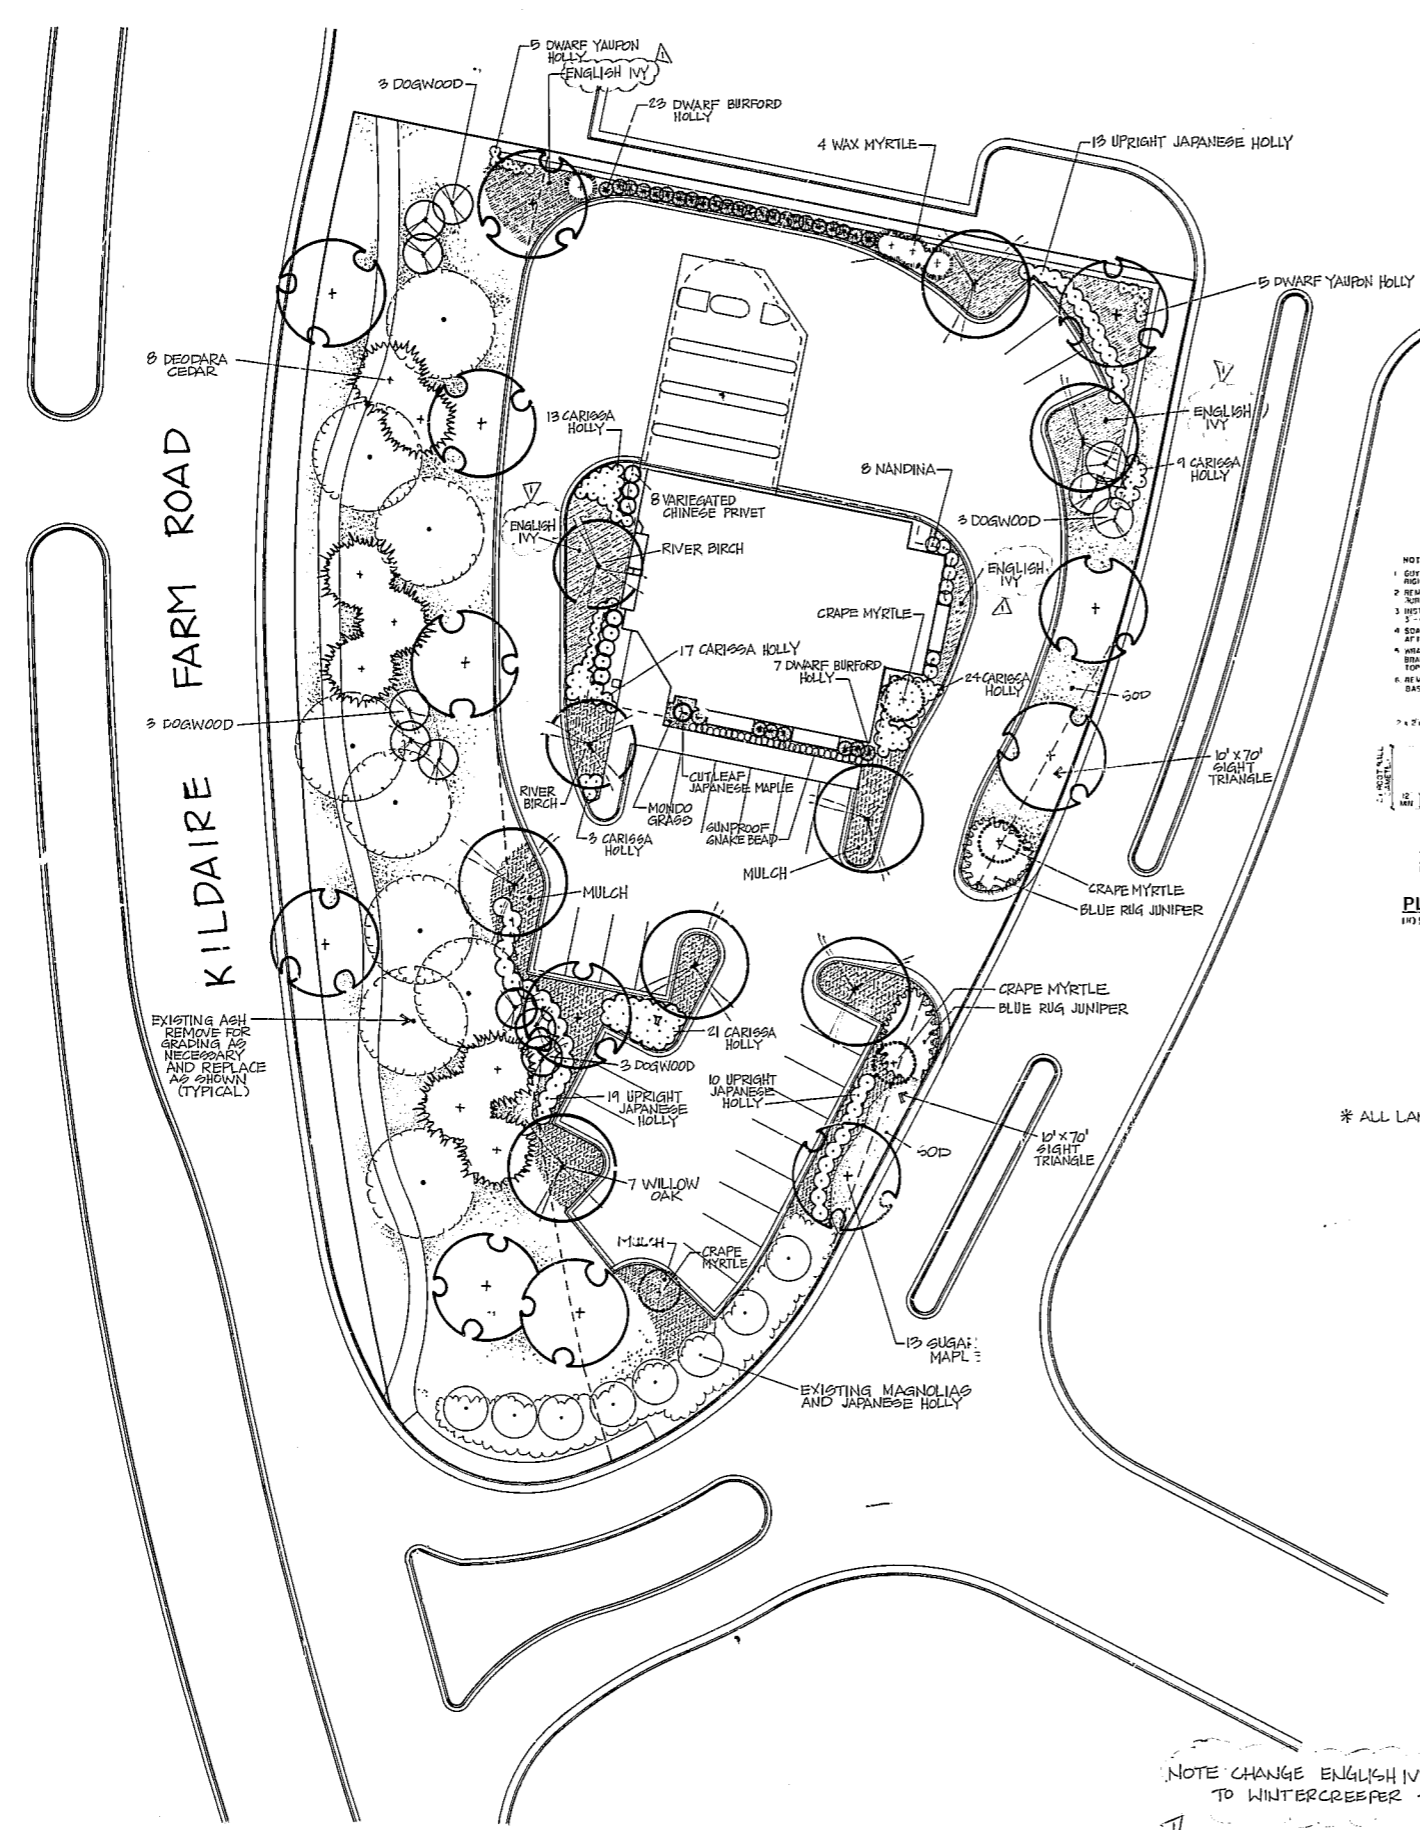 5 DWARF YAUPON
HOLLY
ENGLISH IVY
3 DOGWOOD
23 DWARF BURFORD
HOLLY
4 WAX MYRTLE
13 UPRIGHT JAPANESE HOLLY
5 DWARF YAUPON HOLLY
8 DEODARA
CEDAR
KILDAIRE FARM ROAD
13 CARISSA
HOLLY
8 VARIEGATED
CHINESE PRIVET
ENGLISH
IVY
RIVER BIRCH
8 NANDINA
ENGLISH
IVY
9 CARISSA
HOLLY
3 DOGWOOD
ENGLISH
IVY
CRAPE MYRTLE
17 CARISSA HOLLY
7 DWARF BURFORD
HOLLY
24 CARISSA
HOLLY
SOD
3 DOGWOOD
10' X 70'
SIGHT
TRIANGLE
CUTLEAF
JAPANESE MAPLE
RIVER
BIRCH
MONDO
GRASS
SUNPROOF
SNAKE BEAD
3 CARISSA
HOLLY
MULCH
CRAPE MYRTLE
BLUE RUG JUNIPER
MULCH
CRAPE MYRTLE
BLUE RUG JUNIPER
EXISTING ASH
REMOVE FOR
GRADING AS
NECESSARY
AND REPLACE
AS SHOWN
(TYPICAL)
21 CARISSA
HOLLY
3 DOGWOOD
19 UPRIGHT
JAPANESE
HOLLY
10 UPRIGHT
JAPANESE
HOLLY
10' X 70'
SIGHT
TRIANGLE
SOD
7 WILLOW
OAK
MULCH
CRAPE
MYRTLE
13 SUGAR
MAPLE
EXISTING MAGNOLIAS
AND JAPANESE HOLLY
* ALL LA
NOTE CHANGE ENGLISH IV
TO WINTERCREEPER